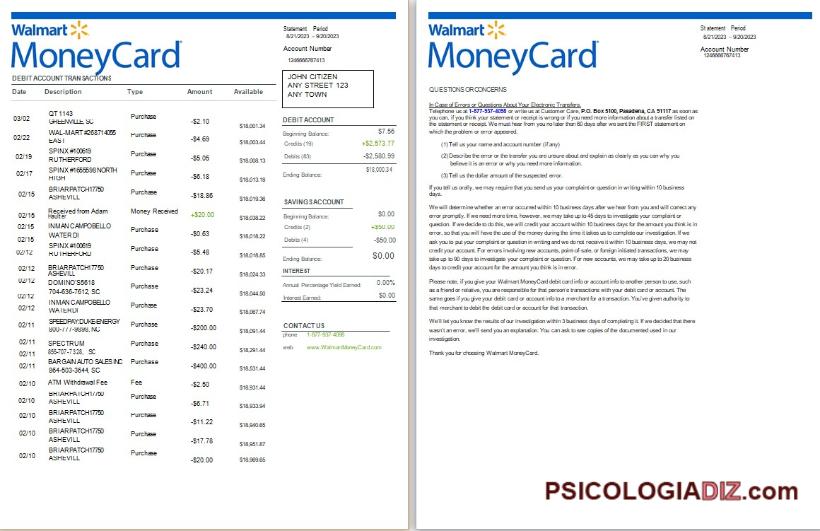 Walmart
MoneyCard
DEBIT ACCOUNT TRANSACTIONS
Date Description Type Amount Available
03/02 QT 1143 GREENVILLE, SC Purchase -$2.10 $18,001.34
02/22 WAL-MART #268714055 EAST Purchase -$4.69 $18,003.44
02/19 SPINX #100619 RUTHERFORD Purchase -$5.05 $18,008.13
02/17 SPINX #1655598 NORTH HIGH Purchase -$6.18 $18,013.18
02/15 BRIARPATCH17750 ASHEVILL Purchase -$18.86 $18,019.36
02/15 Received from Adam Money Received +$20.00 $18,038.22
02/15 INMAN CAMPOBELLO WATER DI Purchase -$0.63 $18,018.22
02/15
02/12 SPINX #100619 RUTHERFORD Purchase -$5.48 $18,018.85
02/12 BRIARPATCH17750 ASHEVILL Purchase -$20.17 $18,024.33
02/12 DOMINO'S5618 704-636-7612, SC Purchase -$23.24 $18,044.50
02/12
02/12 INMAN CAMPOBELLO WATER DI Purchase -$23.70 $18,067.74
02/11 SPEEDPAY:DUKE-ENERGY 800-777-9898, NC Purchase -$200.00 $18,091.44
02/11 SPECTRUM 855-707-7328, SC Purchase -$240.00 $18,291.44
02/11
02/11 BARGAIN AUTO SALES INC 864-503-3644, SC Purchase -$400.00 $18,531.44
02/10 ATM Withdrawal Fee Fee -$2.50 $18,931.44
02/10 BRIARPATCH17750 ASHEVILL Purchase -$6.71 $18,933.94
02/10 BRIARPATCH17750 ASHEVILL Purchase -$11.22 $18,940.65
02/10 BRIARPATCH17750 ASHEVILL Purchase -$17.78 $18,951.87
02/10 BRIARPATCH17750 ASHEVILL Purchase -$20.00 $18,969.65
Statement Period
8/21/2023 - 9/20/2023
Account Number
1246666767413
JOHN CITIZEN
ANY STREET 123
ANY TOWN
DEBIT ACCOUNT
Beginning Balance: $7.56
Credits (19) +$2,573.77
Debits (63) -$2,580.99
Ending Balance: $18,000.34
SAVINGS ACCOUNT
Beginning Balance: $0.00
Credits (2) +$50.00
Debits (4) -$50.00
Ending Balance: $0.00
INTEREST
Annual Percentage Yield Earned: 0.00%
Interest Earned: $0.00
CONTACT US
phone 1-877-937-4098
web www.WalmartMoneyCard.com
Walmart
MoneyCard
Statement Period
8/21/2023 - 9/20/2023
Account Number
1246666767413
QUESTIONS OR CONCERNS
In Case of Errors or Questions About Your Electronic Transfers,
Telephone us at 1-877-937-4098 or write us at Customer Care, P.O. Box 5100, Pasadena, CA 91117 as soon as
you can, if you think your statement or receipt is wrong or if you need more information about a transfer listed on
the statement or receipt. We must hear from you no later than 60 days after we sent the FIRST statement on
which the problem or error appeared.
(1) Tell us your name and account number (if any)
(2) Describe the error or the transfer you are unsure about and explain as clearly as you can why you
believe it is an error or why you need more information.
(3) Tell us the dollar amount of the suspected error.
If you tell us orally, we may require that you send us your complaint or question in writing within 10 business
days.
We will determine whether an error occurred within 10 business days after we hear from you and will correct any
error promptly. If we need more time, however, we may take up to 45 days to investigate your complaint or
question. If we decide to do this, we will credit your account within 10 business days for the amount you think is in
error, so that you will have the use of the money during the time it takes us to complete our investigation. If we
ask you to put your complaint or question in writing and we do not receive it within 10 business days, we may not
credit your account. For errors involving new accounts, point of sale, or foreign initiated transactions, we may take
up to 90 days to investigate your complaint or question. For new accounts, we may take up to 20 business
days to credit your account for the amount you think is in error.
Please note, if you give your Walmart MoneyCard debit card info or account info to another person to use, such
as a friend or relative, you are responsible for that persone's transactions with your debit card or account. The
same goes if you give debit card or account info to a merchant for a transaction. You've given authority to
that merchant to debit the merchant debit card or account for that transaction.
We'll let you know the results of our investigation within 3 business days of completing it. If we decided that there
wasn't an error, we'll send you an explanation. You can ask to see copies of the documented used in our
investigation.
Thank you for choosing Walmart MoneyCard.
PSICOLOGIADIZ.com